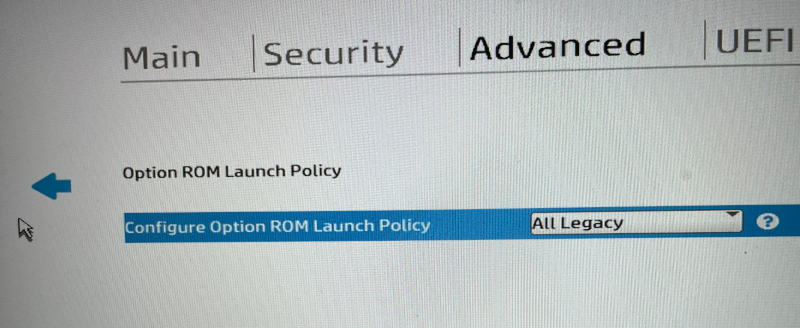 Main Security Advanced UEFI
Option ROM Launch Policy
Configure Option ROM Launch Policy All Legacy ?